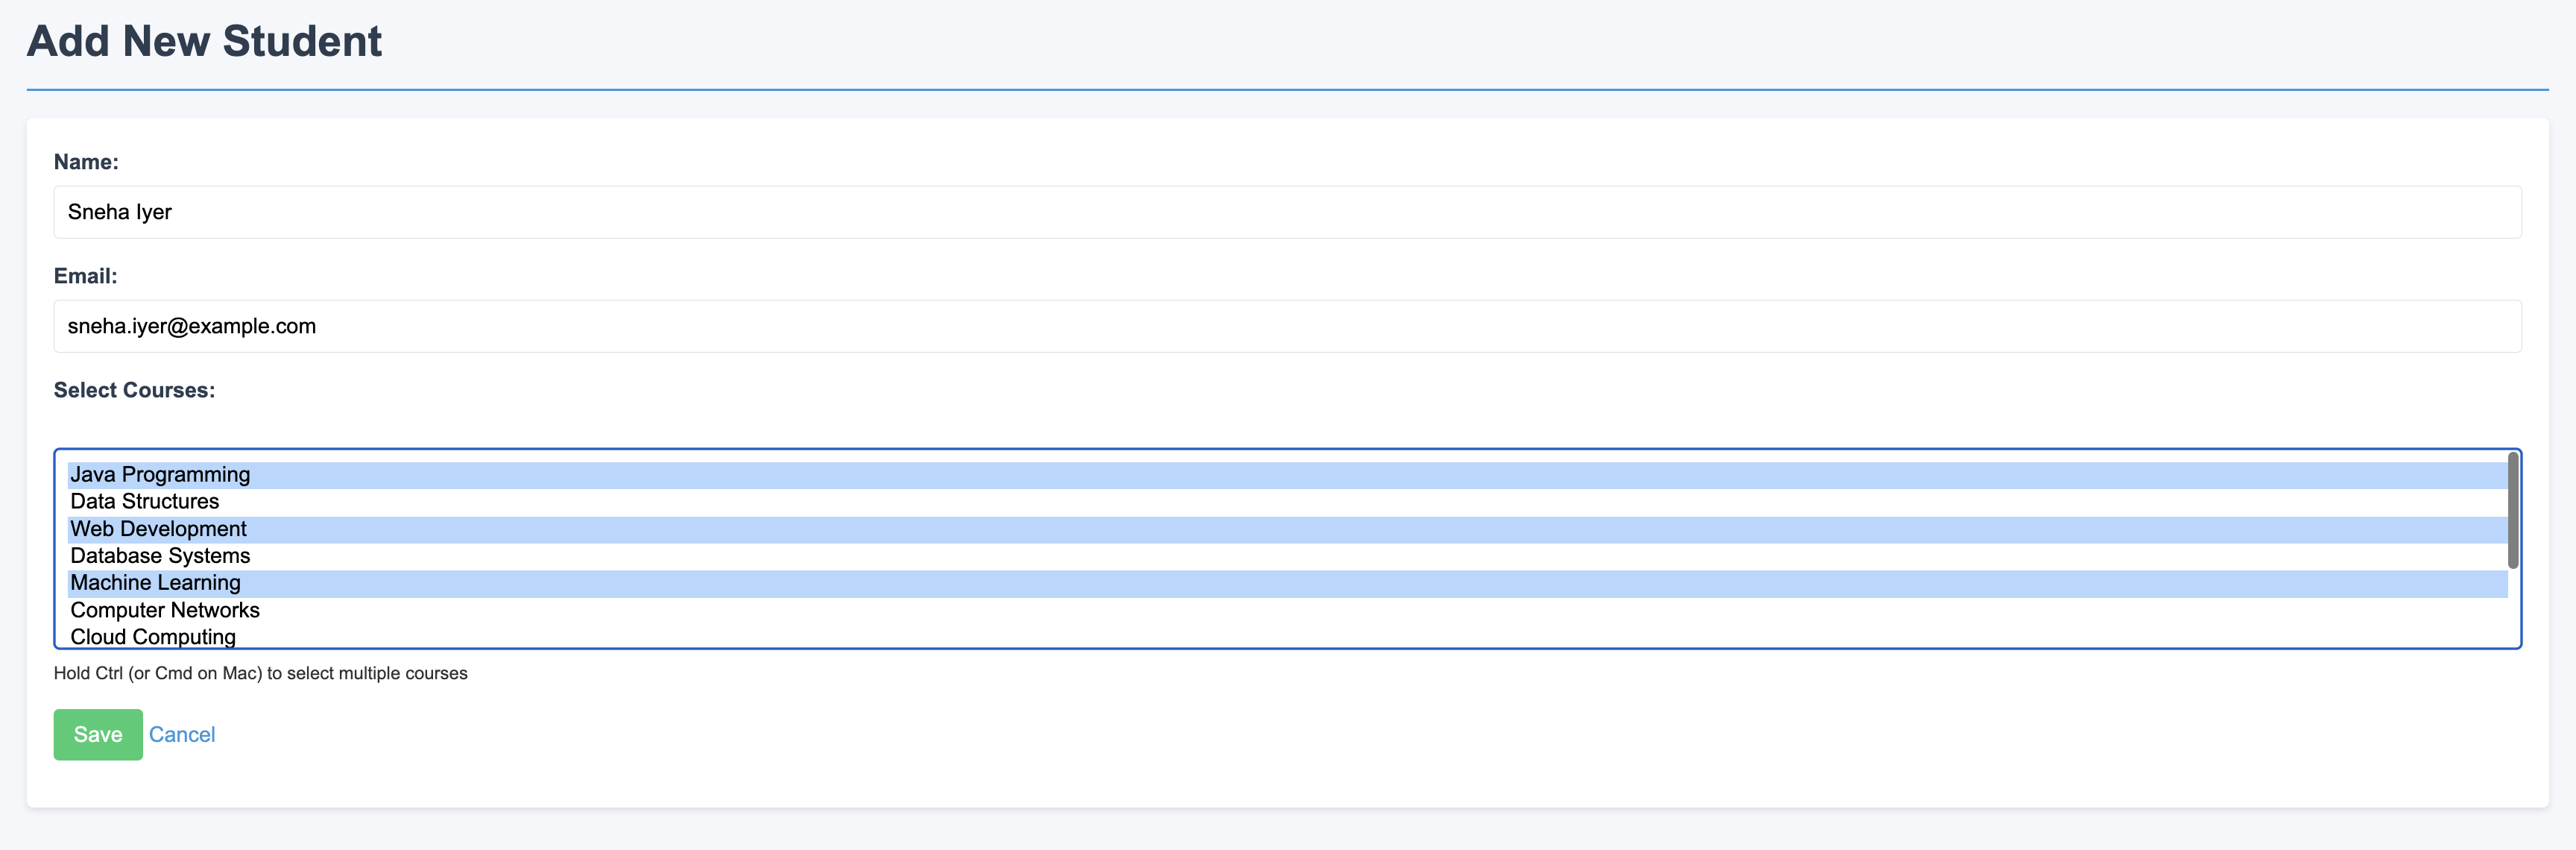 Add New Student
Name:
Sneha Iyer
Email:
sneha.iyer@example.com
Select Courses:
Java Programming
Data Structures
Web Development
Database Systems
Machine Learning
Computer Networks
Cloud Computing
Hold Ctrl (or Cmd on Mac) to select multiple courses
Save Cancel